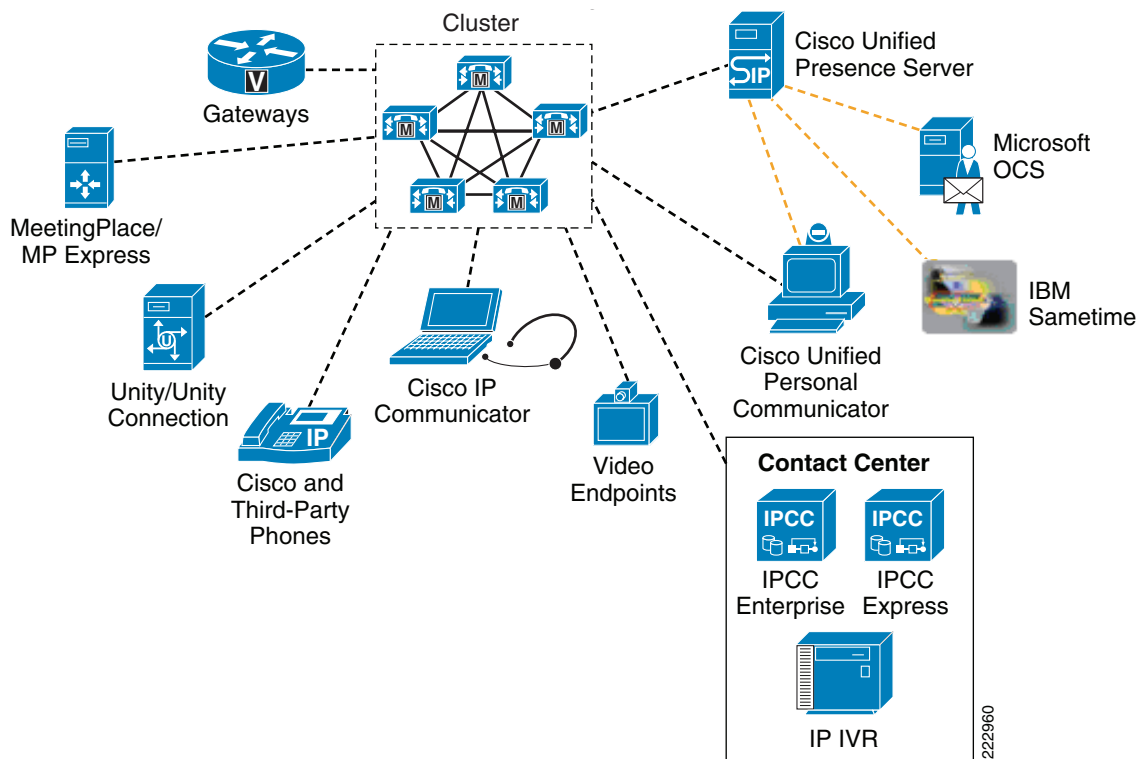 Cluster
V
Gateways
M
M
M
M
M
SIP
Cisco Unified
Presence Server
Microsoft
OCS
MeetingPlace/
MP Express
IBM
Sametime
U
Unity/Unity
Connection
Cisco IP
Communicator
Cisco Unified
Personal
Communicator
IP
Cisco and
Third-Party
Phones
Video
Endpoints
Contact Center
IPCC
IPCC
IPCC
Enterprise
IPCC
Express
IP IVR
222960